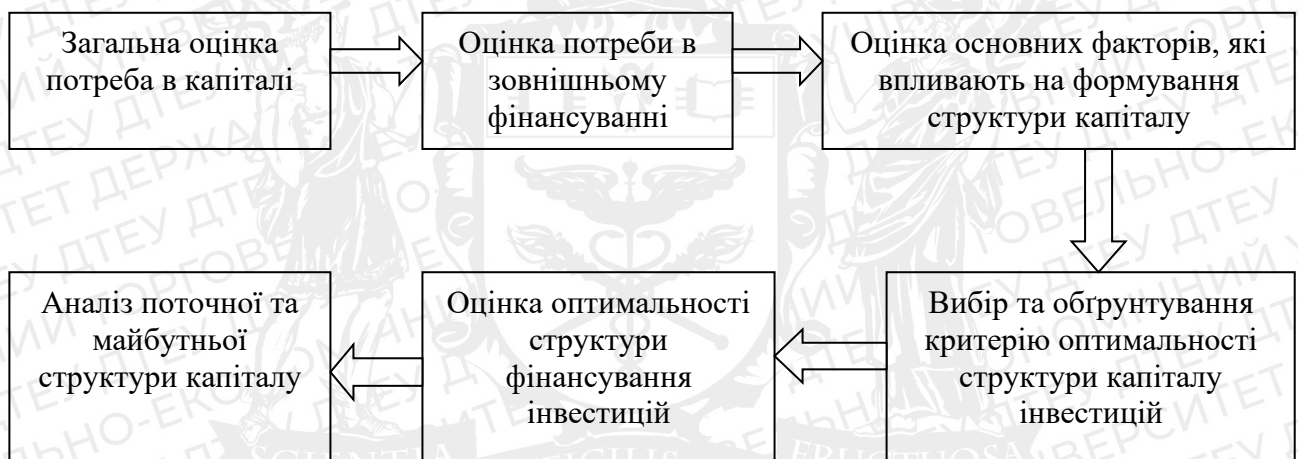 Загальна оцінка
потреба в капіталі
Оцінка потреби в
зовнішньому
фінансуванні
Оцінка основних факторів, які
впливають на формування
структури капіталу
Вибір та обґрунтування
критерію оптимальності
структури капіталу
інвестицій
Оцінка оптимальності
структури
фінансування
інвестицій
Аналіз поточної та
майбутньої
структури капіталу